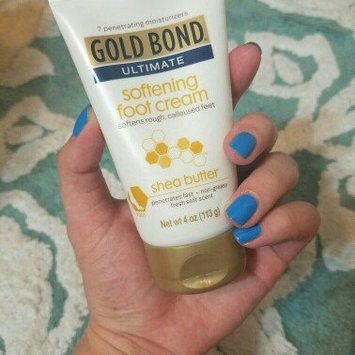 7 penetrating moisturizers
GOLD BOND
ULTIMATE
softening
foot cream
softens rough, calloused feet
shea butter
penetrates fast • non-greasy
fresh soft scent
Net wt 4 oz (113 g)